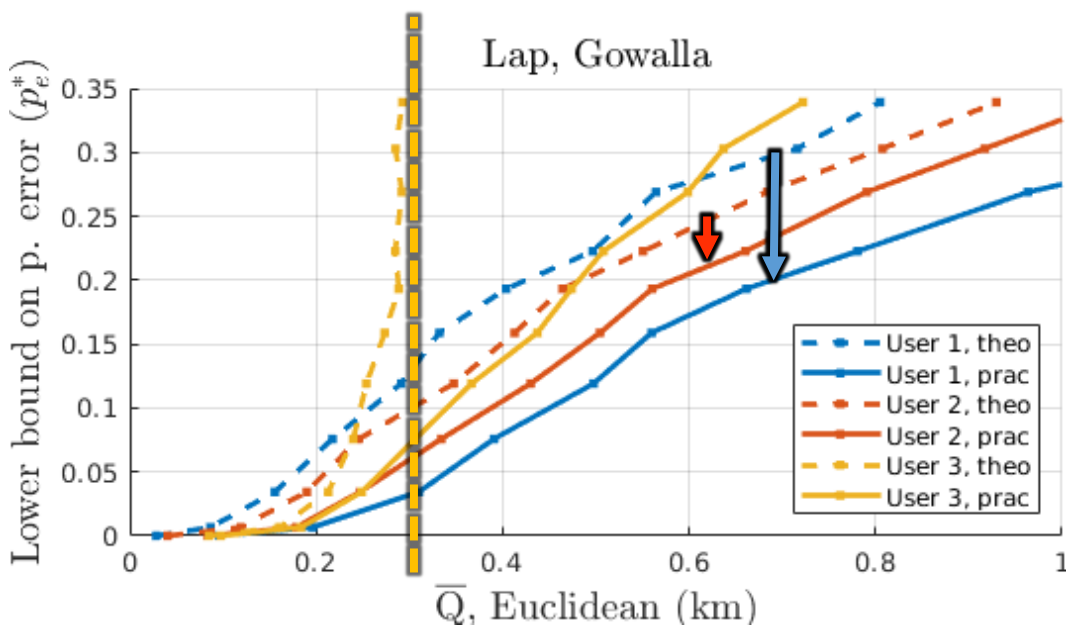 Lap, Gowalla
Lower bound on p. error (p*e)
0.35
0.3
0.25
0.2
0.15
0.1
0.05
0
0 0.2 0.4 0.6 0.8 1
Q, Euclidean (km)
User 1, theo
User 1, prac
User 2, theo
User 2, prac
User 3, theo
User 3, prac